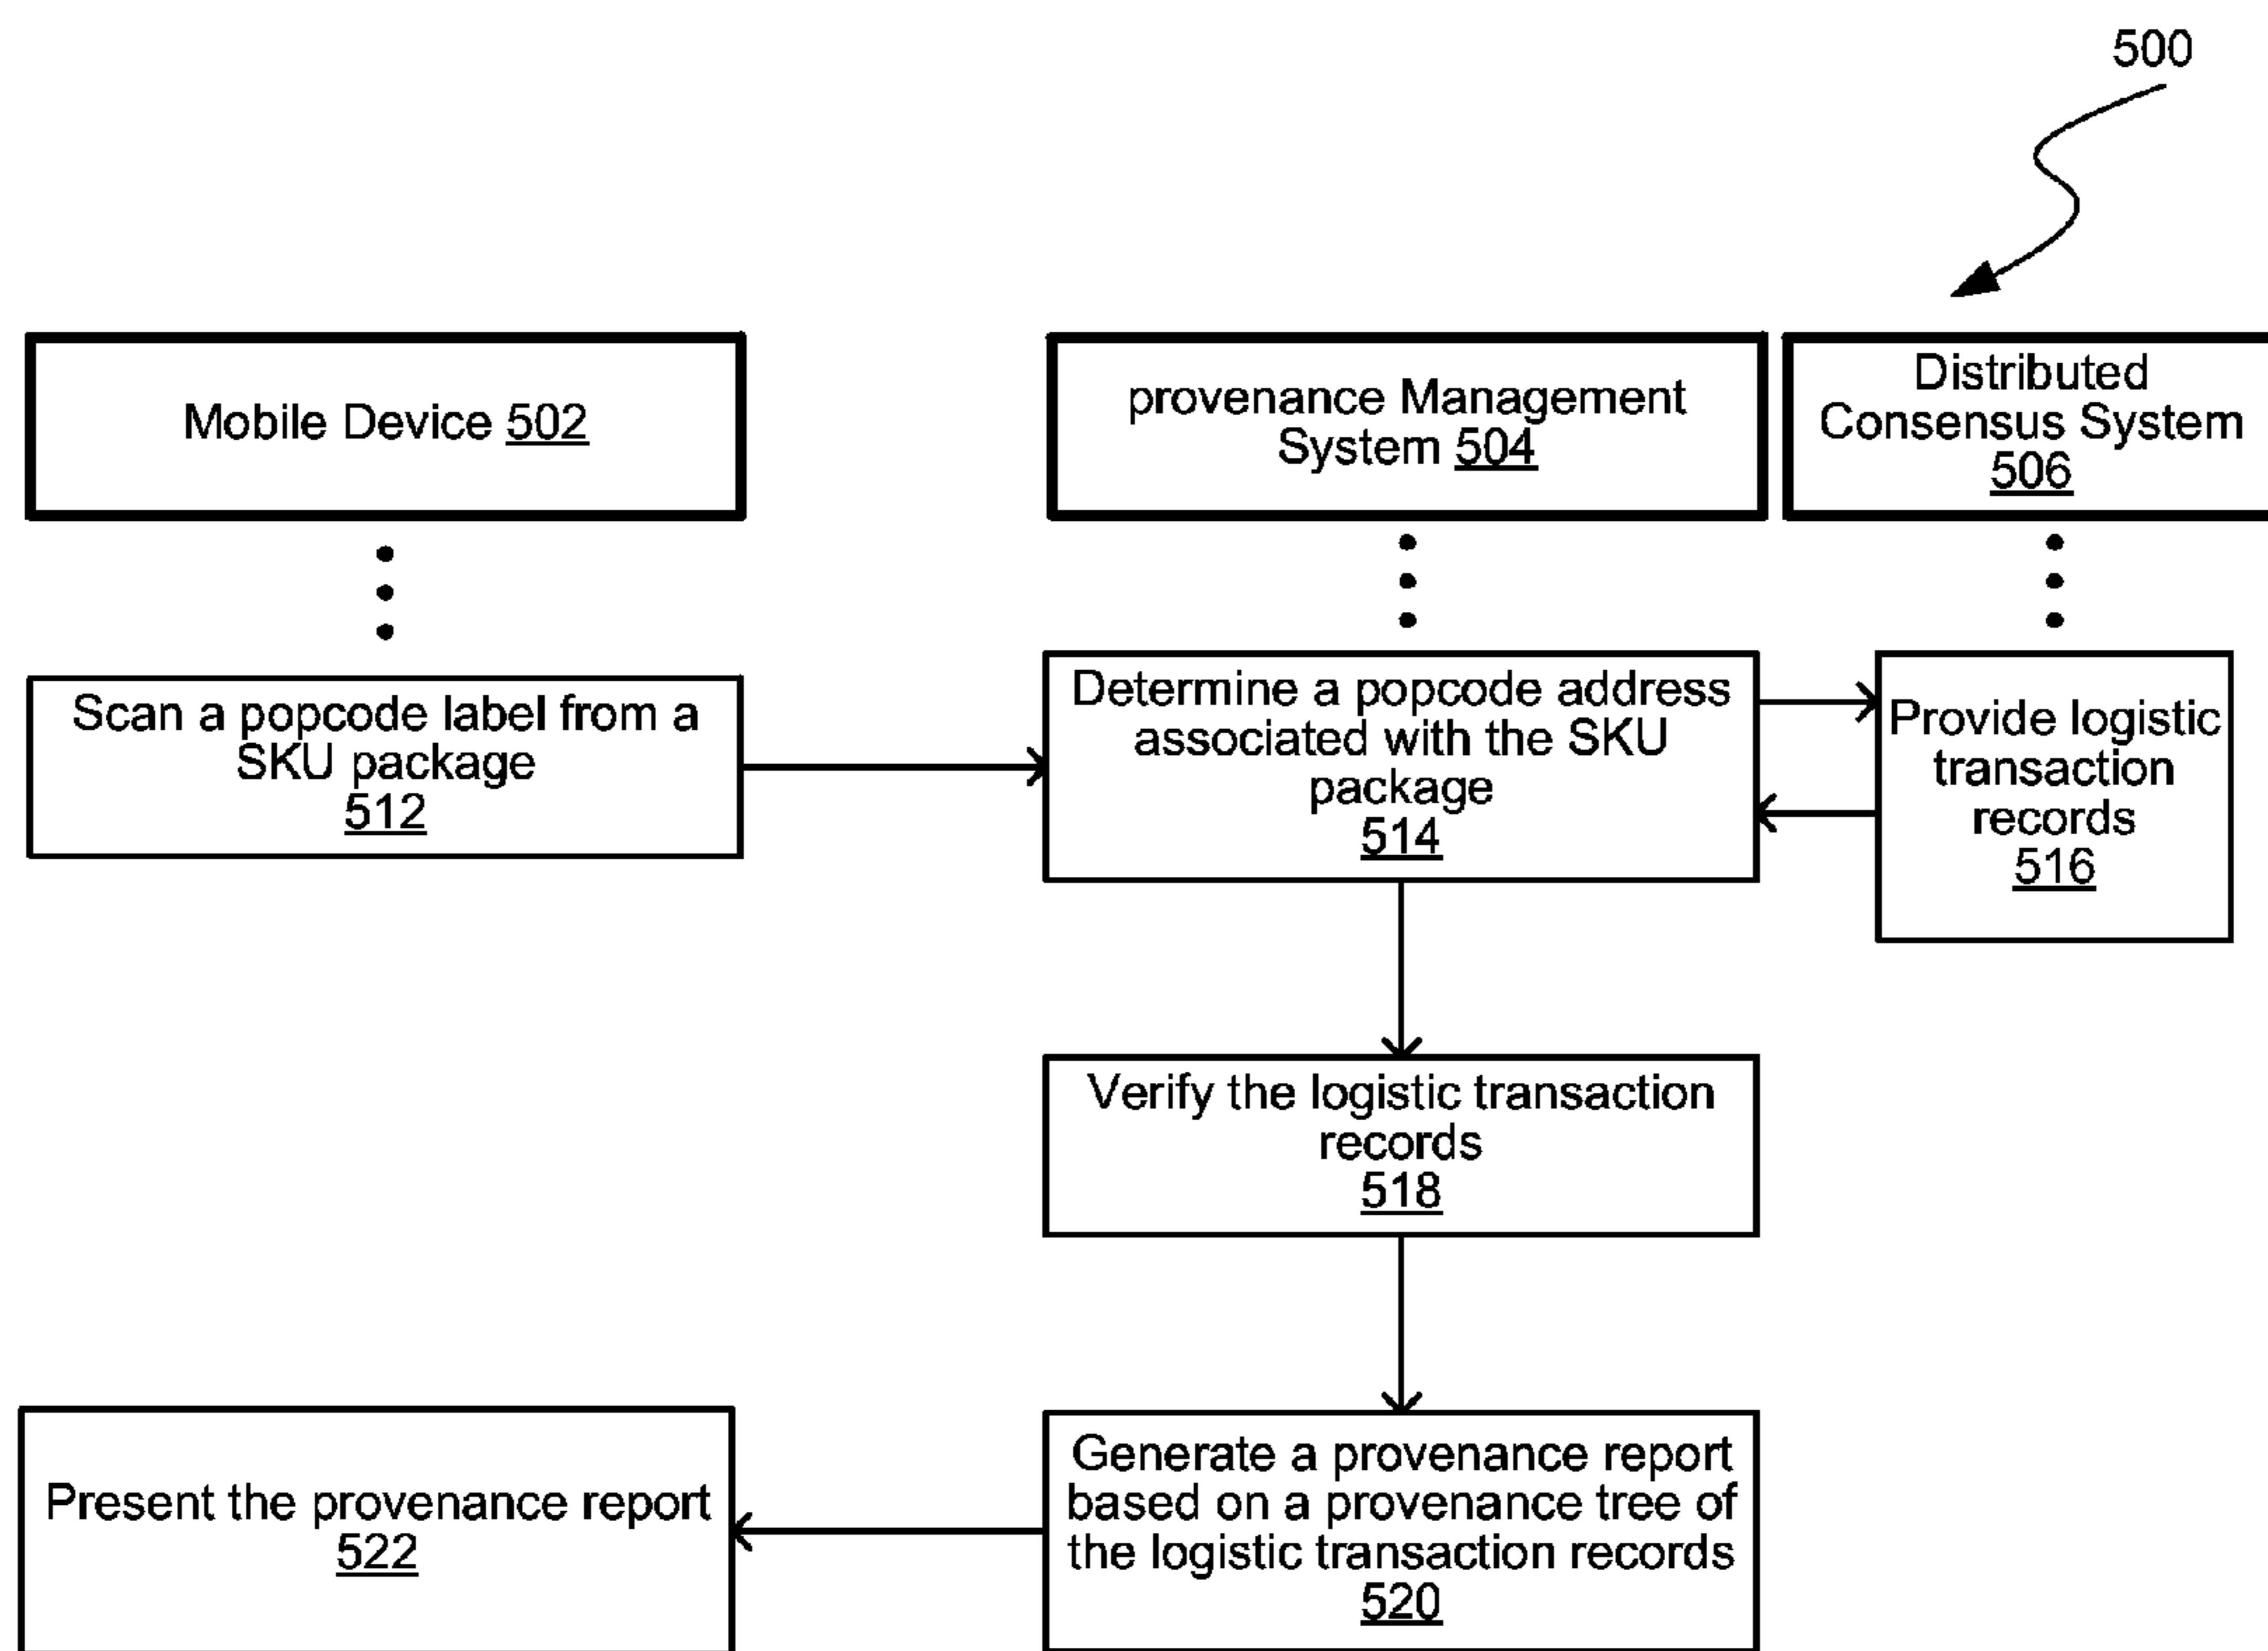 500
Mobile Device 502
provenance Management
System 504
Distributed
Consensus System
506
Scan a popcode label from a
SKU package
512
Determine a popcode address
associated with the SKU
package
514
Provide logistic
transaction
records
516
Verify the logistic transaction
records
518
Generate a provenance report
based on a provenance tree of
the logistic transaction records
520
Present the provenance report
522